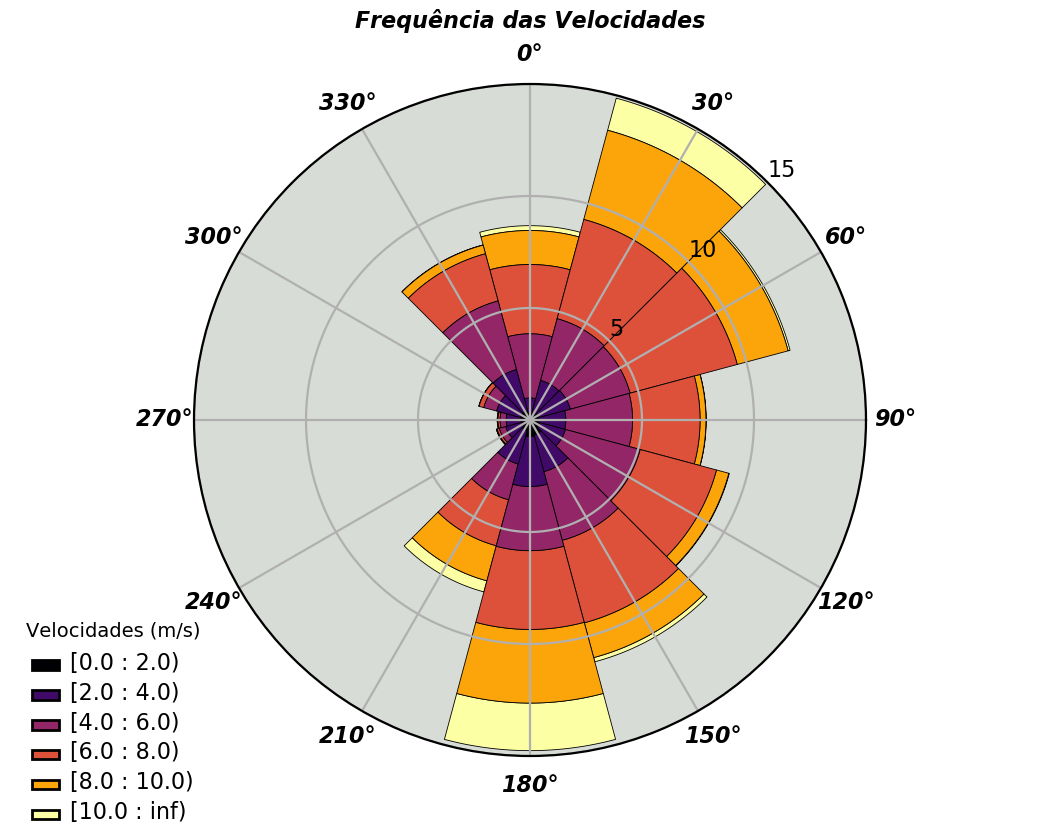 Frequência das Velocidades
0°
330°
30°
15
300°
60°
10
5
270°
90°
240°
120°
210°
150°
180°
Velocidades (m/s)
[0.0 : 2.0)
[2.0 : 4.0)
[4.0 : 6.0)
[6.0 : 8.0)
[8.0 : 10.0)
[10.0 : inf)